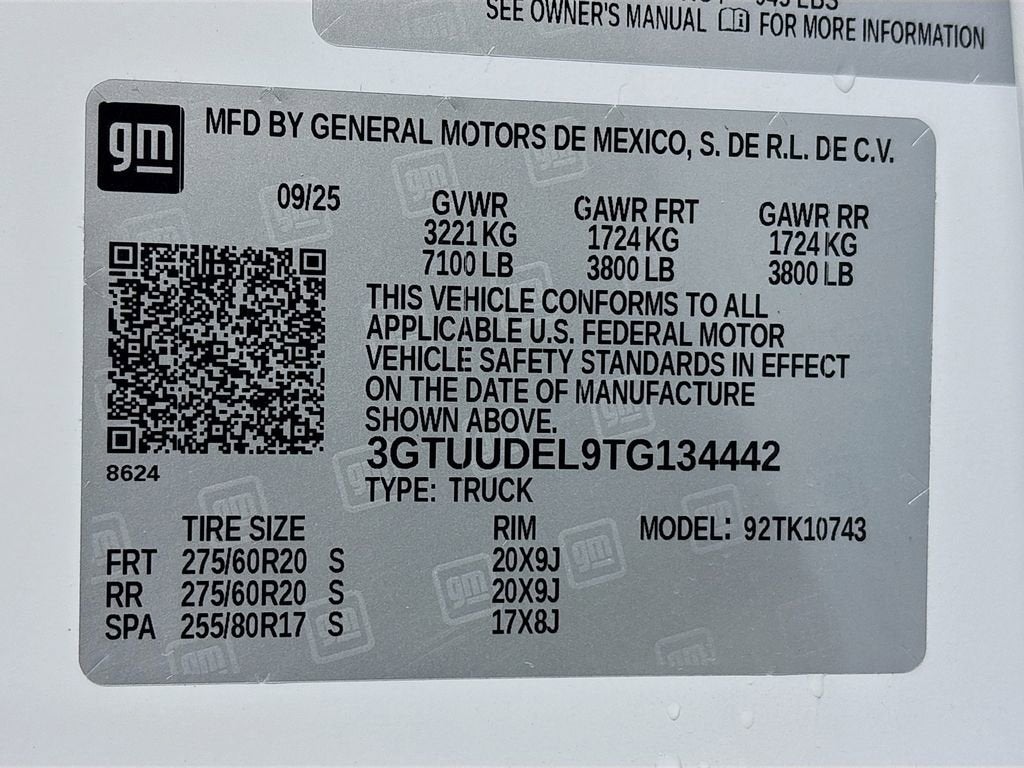 SEE OWNER'S MANUAL FOR MORE INFORMATION
gm
MFD BY GENERAL MOTORS DE MEXICO, S. DE R.L. DE C.V.
09/25 GVWR GAWR FRT GAWR RR
3221 KG 1724 KG 1724 KG
7100 LB 3800 LB 3800 LB
THIS VEHICLE CONFORMS TO ALL
APPLICABLE U.S. FEDERAL MOTOR
VEHICLE SAFETY STANDARDS IN EFFECT
ON THE DATE OF MANUFACTURE
SHOWN ABOVE.
3GTUUDEL9TG134442
8624
TYPE: TRUCK
TIRE SIZE RIM MODEL: 92TK10743
FRT 275/60R20 S 20X9J
RR 275/60R20 S 20X9J
SPA 255/80R17 S 17X8J